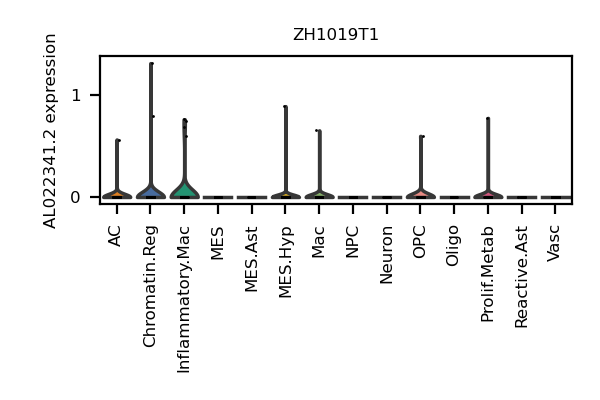 ZH1019T1
AL022341.2 expression
1
0
AC
Chromatin.Reg
Inflammatory.Mac
MES
MES.Ast
MES.Hyp
Mac
NPC
Neuron
OPC
Oligo
Prolif.Metab
Reactive.Ast
Vasc